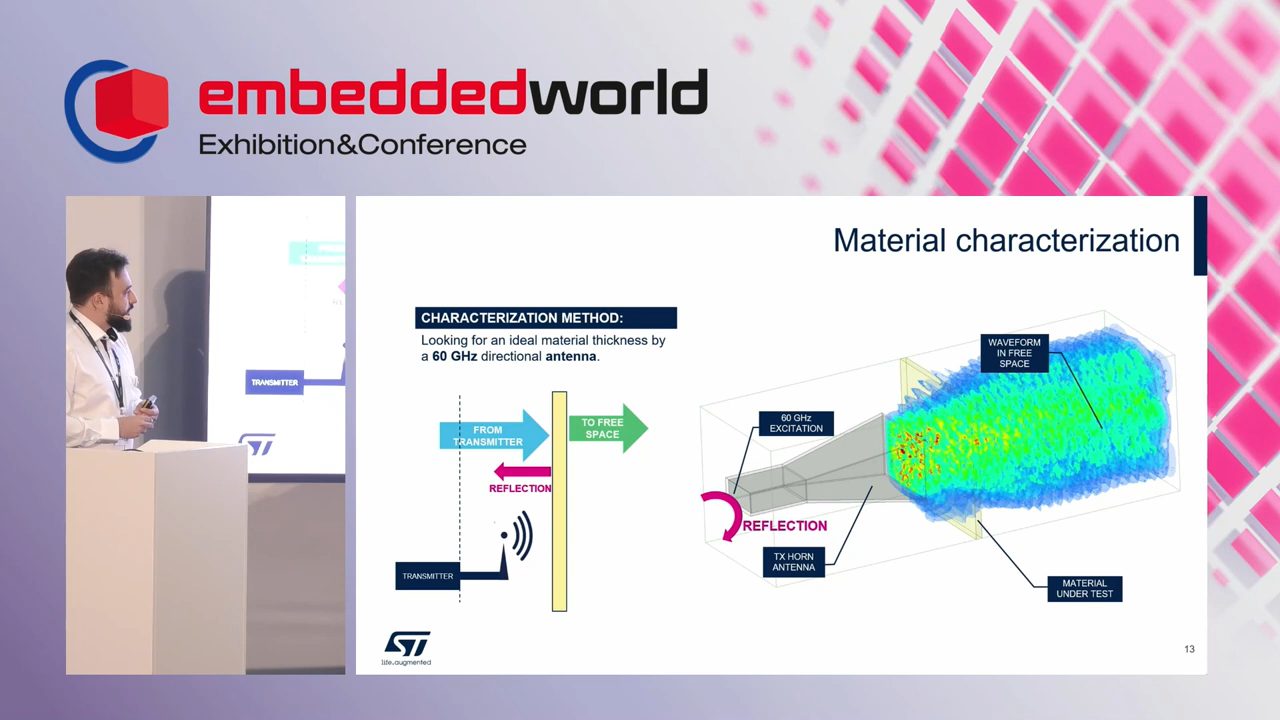 embeddedworld
Exhibition&Conference
Material characterization
CHARACTERIZATION METHOD:
Looking for an ideal material thickness by
a 60 GHz directional antenna.
FROM
TRANSMITTER
TO FREE
SPACE
REFLECTION
TRANSMITTER
WAVEFORM
IN FREE
SPACE
60 GHz
EXCITATION
REFLECTION
TX HORN
ANTENNA
MATERIAL
UNDER TEST
TRANSMITTER
ST
ST
life.augmented
13